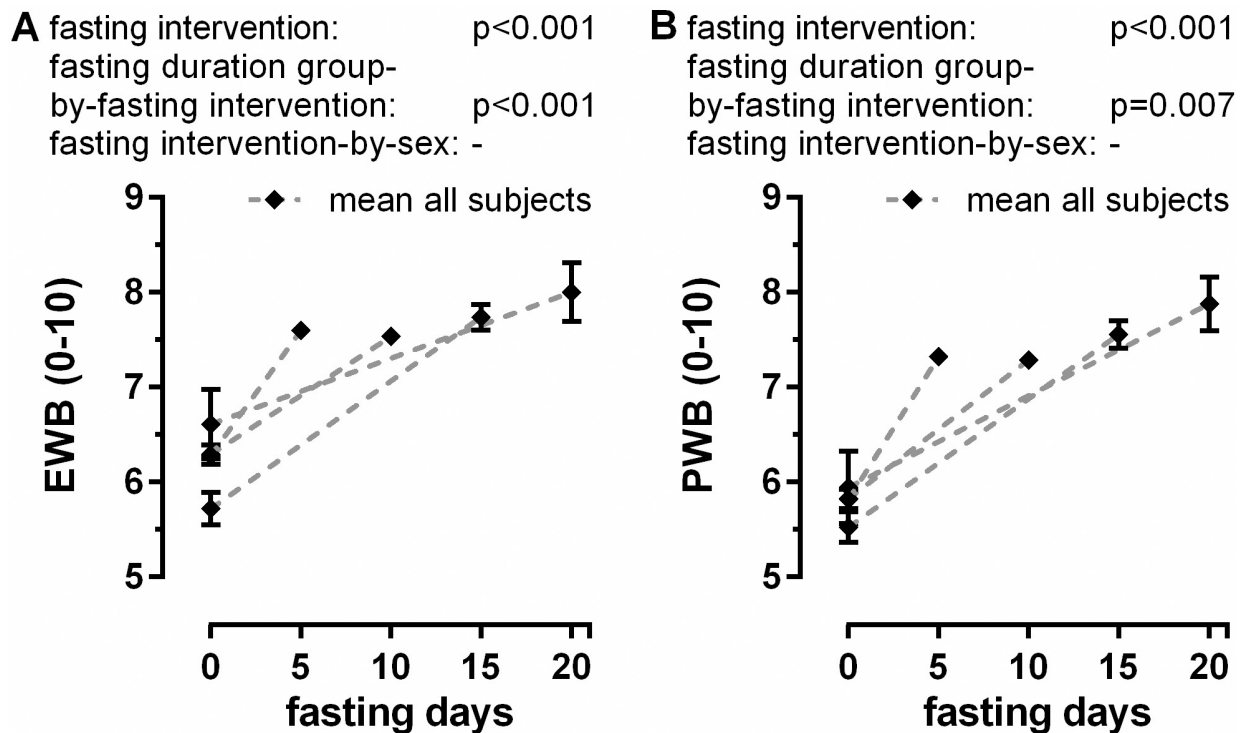 A fasting intervention: p<0.001
fasting duration group-
by-fasting intervention: p<0.001
fasting intervention-by-sex: -
mean all subjects
EWB (0-10)
9
8
7
6
5
0 5 10 15 20
fasting days
B fasting intervention: p<0.001
fasting duration group-
by-fasting intervention: p=0.007
fasting intervention-by-sex: -
mean all subjects
PWB (0-10)
9
8
7
6
5
0 5 10 15 20
fasting days